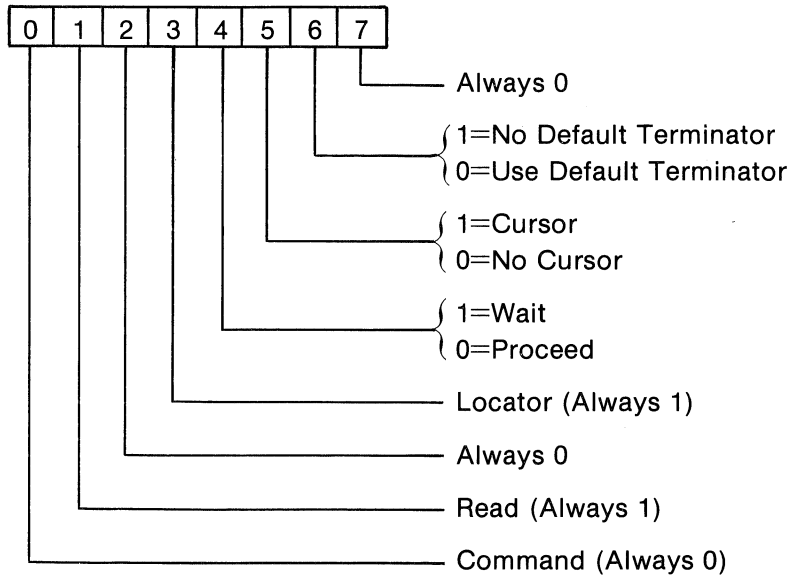 0 1 2 3 4 5 6 7
Always 0
1=No Default Terminator
0=Use Default Terminator
1=Cursor
0=No Cursor
1=Wait
0=Proceed
Locator (Always 1)
Always 0
Read (Always 1)
Command (Always 0)